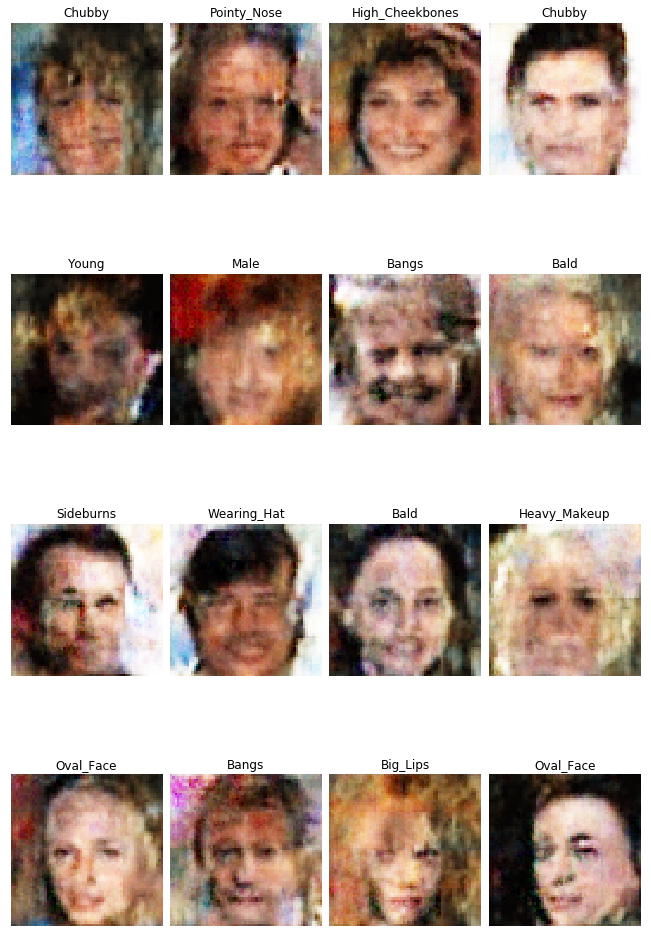 Chubby Pointy_Nose High_Cheekbones Chubby
Young Male Bangs Bald
Sideburns Wearing_Hat Bald Heavy_Makeup
Oval_Face Bangs Big_Lips Oval_Face